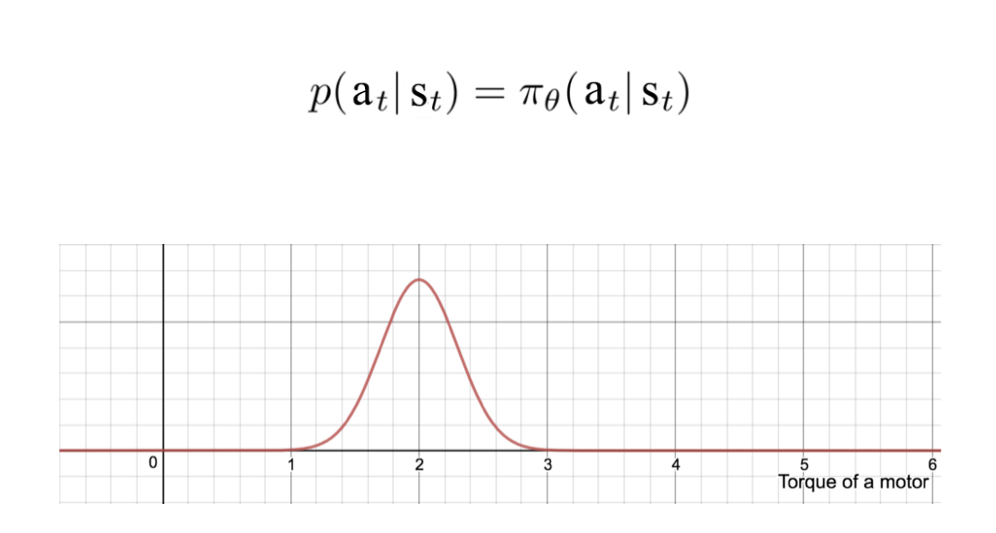 p(a_t | s_t) = π_θ(a_t | s_t)
0 1 2 3 4 5 6
Torque of a motor